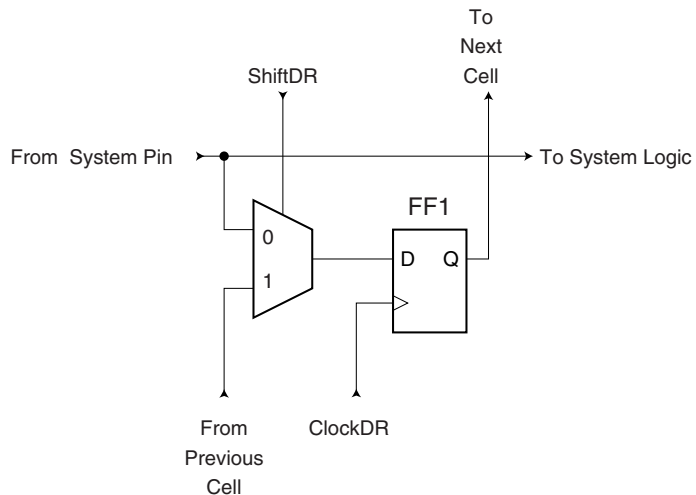 To
Next
Cell
ShiftDR
From System Pin
To System Logic
FF1
0
D Q
1
From
Previous
Cell
ClockDR